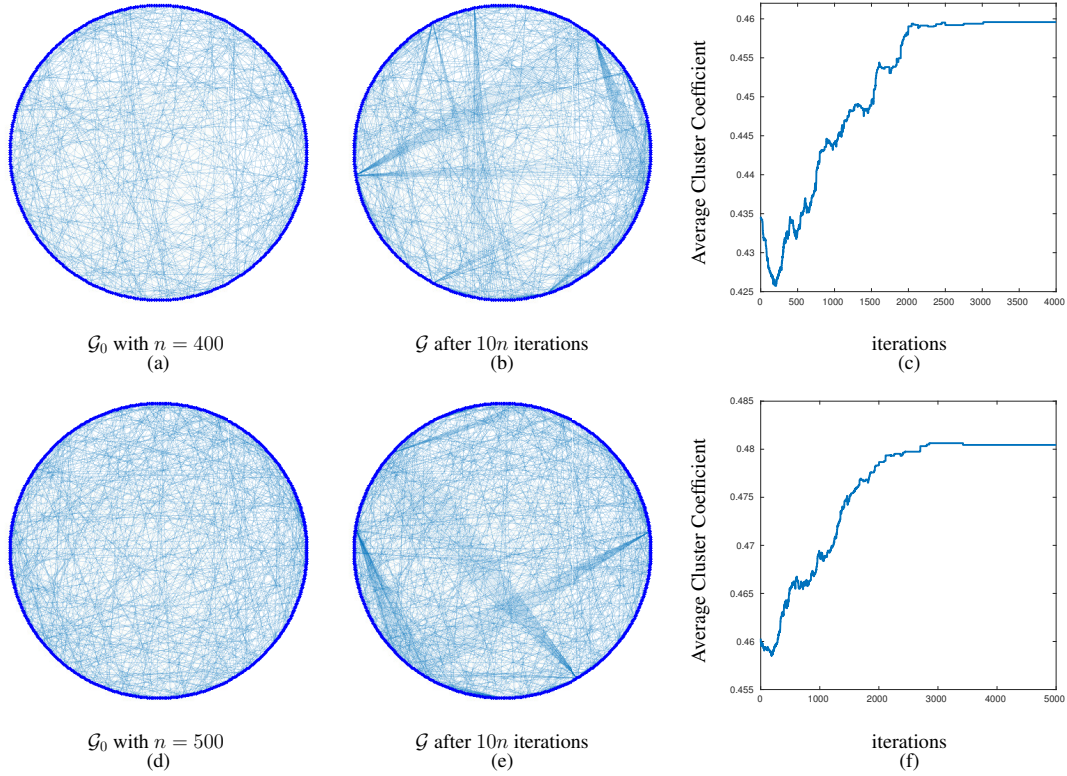 0.46
0.455
0.45
0.445
0.44
0.435
0.43
0.425
Average Cluster Coefficient
0 500 1000 1500 2000 2500 3000 3500 4000
𝒢₀ with n = 400
𝒢 after 10n iterations
iterations
(a)
(b)
(c)
0.485
0.48
0.475
0.47
0.465
0.46
0.455
Average Cluster Coefficient
0 1000 2000 3000 4000 5000
𝒢₀ with n = 500
𝒢 after 10n iterations
iterations
(d)
(e)
(f)